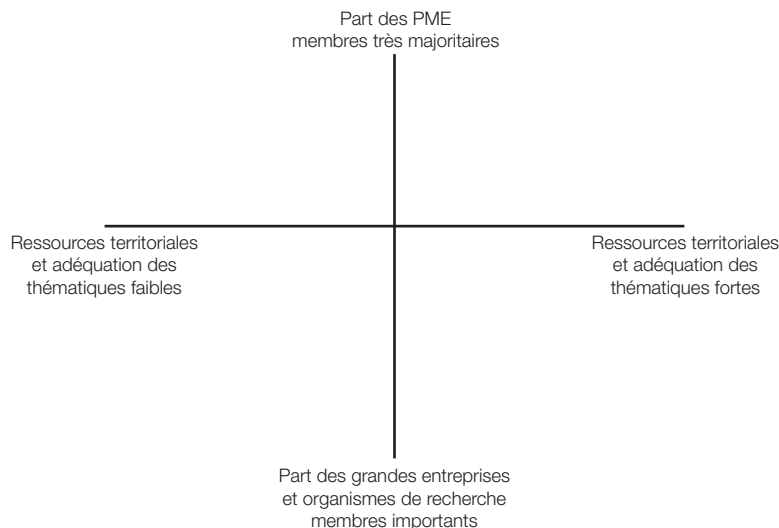 Part des PME
membres très majoritaires
Ressources territoriales
et adéquation des
thématiques faibles
Ressources territoriales
et adéquation des
thématiques fortes
Part des grandes entreprises
et organismes de recherche
membres importants